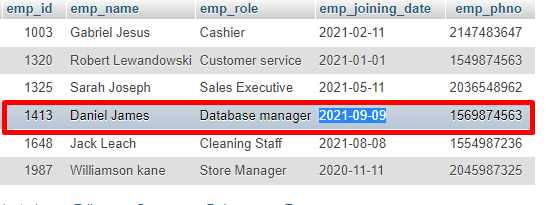 emp_id emp_name emp_role emp_joining_date emp_phno
1003 Gabriel Jesus Cashier 2021-02-11 2147483647
1320 Robert Lewandowski Customer service 2021-01-01 1549874563
1325 Sarah Joseph Sales Executive 2021-05-11 2036548962
1413 Daniel James Database manager 2021-09-09 1569874563
1648 Jack Leach Cleaning Staff 2021-08-08 1554987236
1987 Williamson kane Store Manager 2020-11-11 2045987325